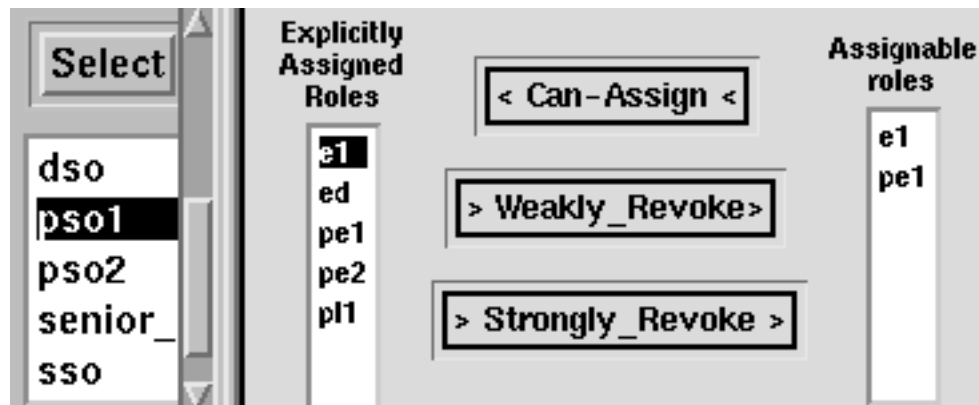 Select
dso
pso1
pso2
senior_
sso
Explicitly
Assigned
Roles
e1
ed
pe1
pe2
pl1
< Can-Assign <
> Weakly_Revoke>
> Strongly_Revoke >
Assignable
roles
e1
pe1